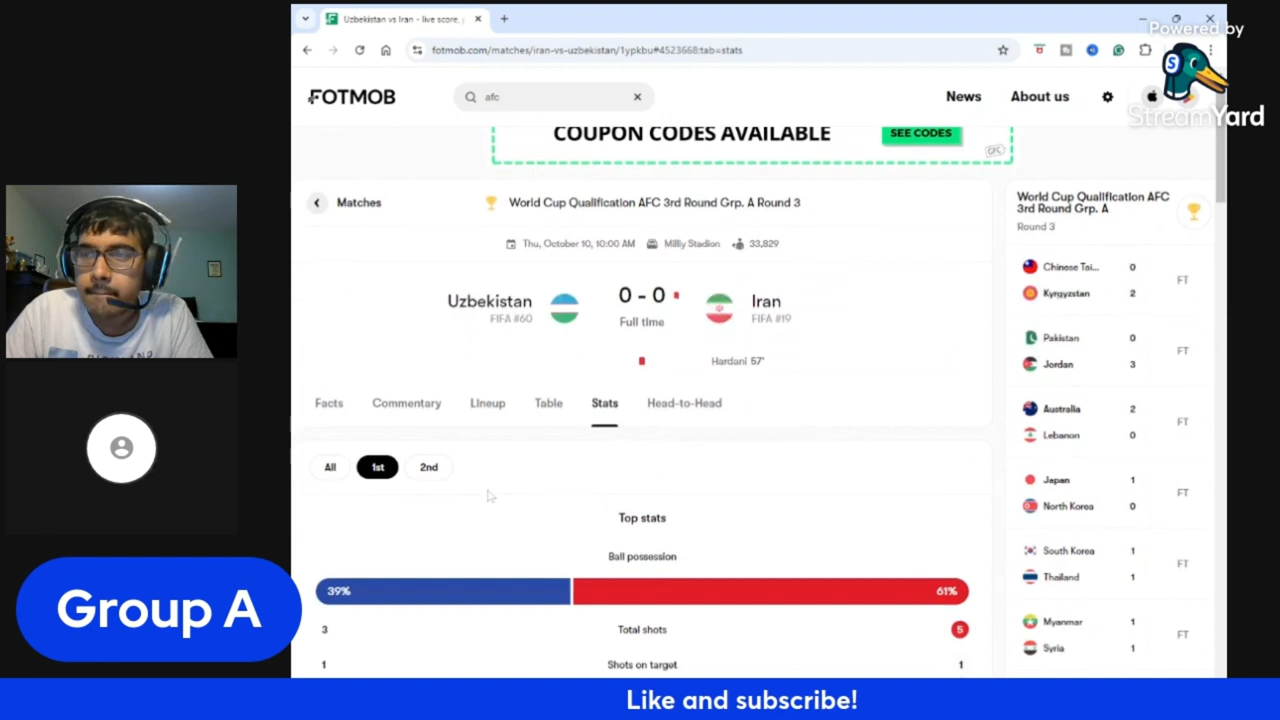 Uzbekistan vs Iran - live score,
fotmob.com/matches/iran-vs-uzbekistan/1ypkbu#4523668:tab=stats
Powered by
StreamYard
FOTMOB
afc
News
About us
COUPON CODES AVAILABLE
SEE CODES
GFC
Matches
World Cup Qualification AFC 3rd Round Grp. A Round 3
Thu, October 10, 10:00 AM
Milliy Stadion
33,829
Uzbekistan
FIFA #60
0 - 0
Full time
Iran
FIFA #19
Hardani 57'
Facts
Commentary
Lineup
Table
Stats
Head-to-Head
All
1st
2nd
Top stats
Ball possession
39%
61%
3
Total shots
5
1
Shots on target
1
World Cup Qualification AFC
3rd Round Grp. A
Round 3
Chinese Tai... 0
Kyrgyzstan 2
FT
Pakistan 0
Jordan 3
FT
Australia 2
Lebanon 0
FT
Japan 1
North Korea 0
FT
South Korea 1
Thailand 1
FT
Myanmar 1
Syria 1
FT
Group A
Like and subscribe!